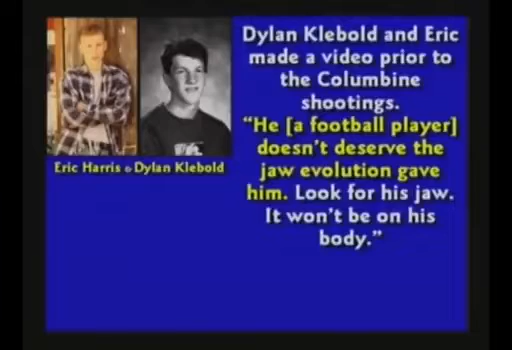 Dylan Klebold and Eric
made a video prior to
the Columbine
shootings.
“He [a football player]
doesn't deserve the
jaw evolution gave
him. Look for his jaw.
It won't be on his
body.”
Eric Harris & Dylan Klebold